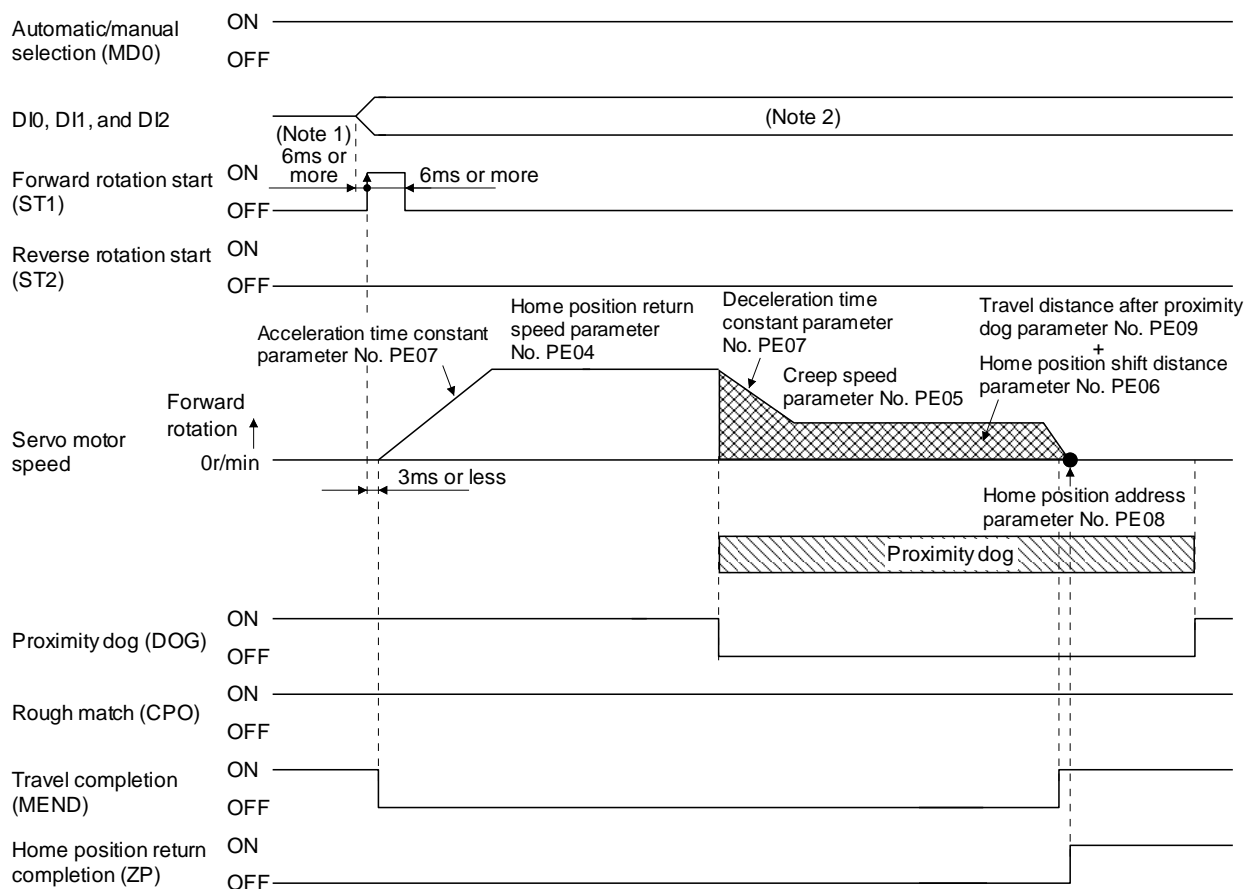 Automatic/manual
selection (MD0)
ON
OFF
DI0, DI1, and DI2
(Note 2)
(Note 1)
6ms or
more
6ms or more
Forward rotation start
(ST1)
ON
OFF
Reverse rotation start
(ST2)
ON
OFF
Acceleration time constant
parameter No. PE07
Home position return
speed parameter
No. PE04
Deceleration time
constant parameter
No. PE07
Creep speed
parameter No. PE05
Travel distance after proximity
dog parameter No. PE09
+
Home position shift distance
parameter No. PE06
Servo motor
speed
Forward
rotation
0r/min
3ms or less
Home position address
parameter No. PE08
Proximity dog
Proximity dog (DOG)
ON
OFF
Rough match (CPO)
ON
OFF
Travel completion
(MEND)
ON
OFF
Home position return
completion (ZP)
ON
OFF